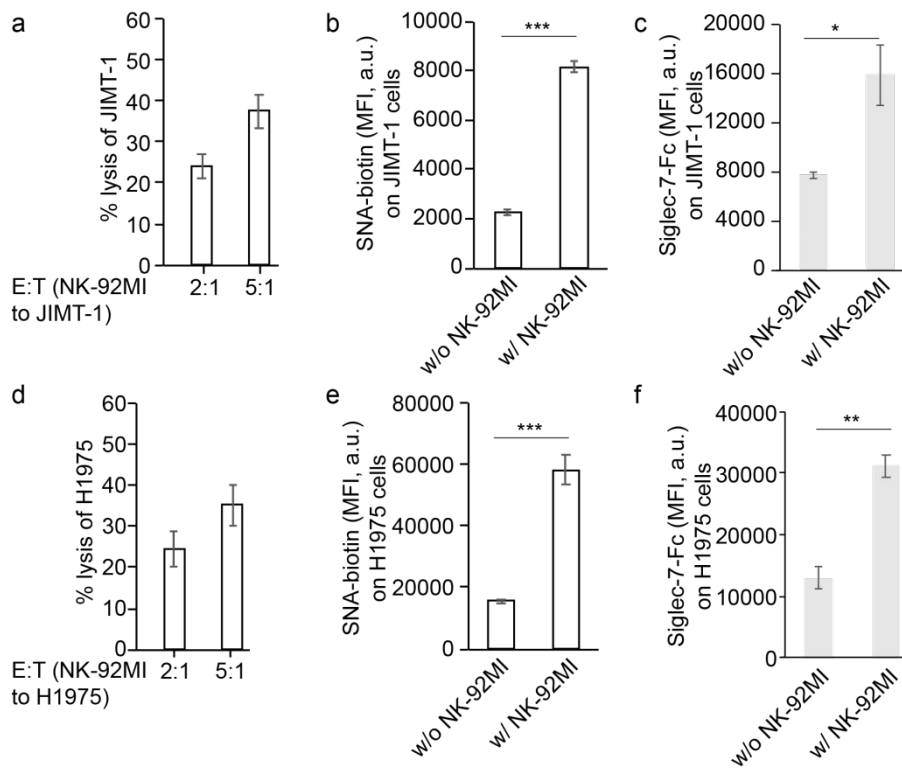 a
% lysis of JIMT-1
60
50
40
30
20
10
0
E:T (NK-92MI
to JIMT-1)
2:1
5:1
b
SNA-biotin (MFI, a.u.)
on JIMT-1 cells
10000
8000
6000
4000
2000
0
***
w/o NK-92MI
w/ NK-92MI
c
Siglec-7-Fc (MFI, a.u.)
on JIMT-1 cells
20000
16000
12000
8000
4000
0
*
w/o NK-92MI
w/ NK-92MI
d
% lysis of H1975
60
50
40
30
20
10
0
E:T (NK-92MI
to H1975)
2:1
5:1
e
SNA-biotin (MFI, a.u.)
on H1975 cells
80000
60000
40000
20000
0
***
w/o NK-92MI
w/ NK-92MI
f
Siglec-7-Fc (MFI, a.u.)
on H1975 cells
40000
30000
20000
10000
0
**
w/o NK-92MI
w/ NK-92MI